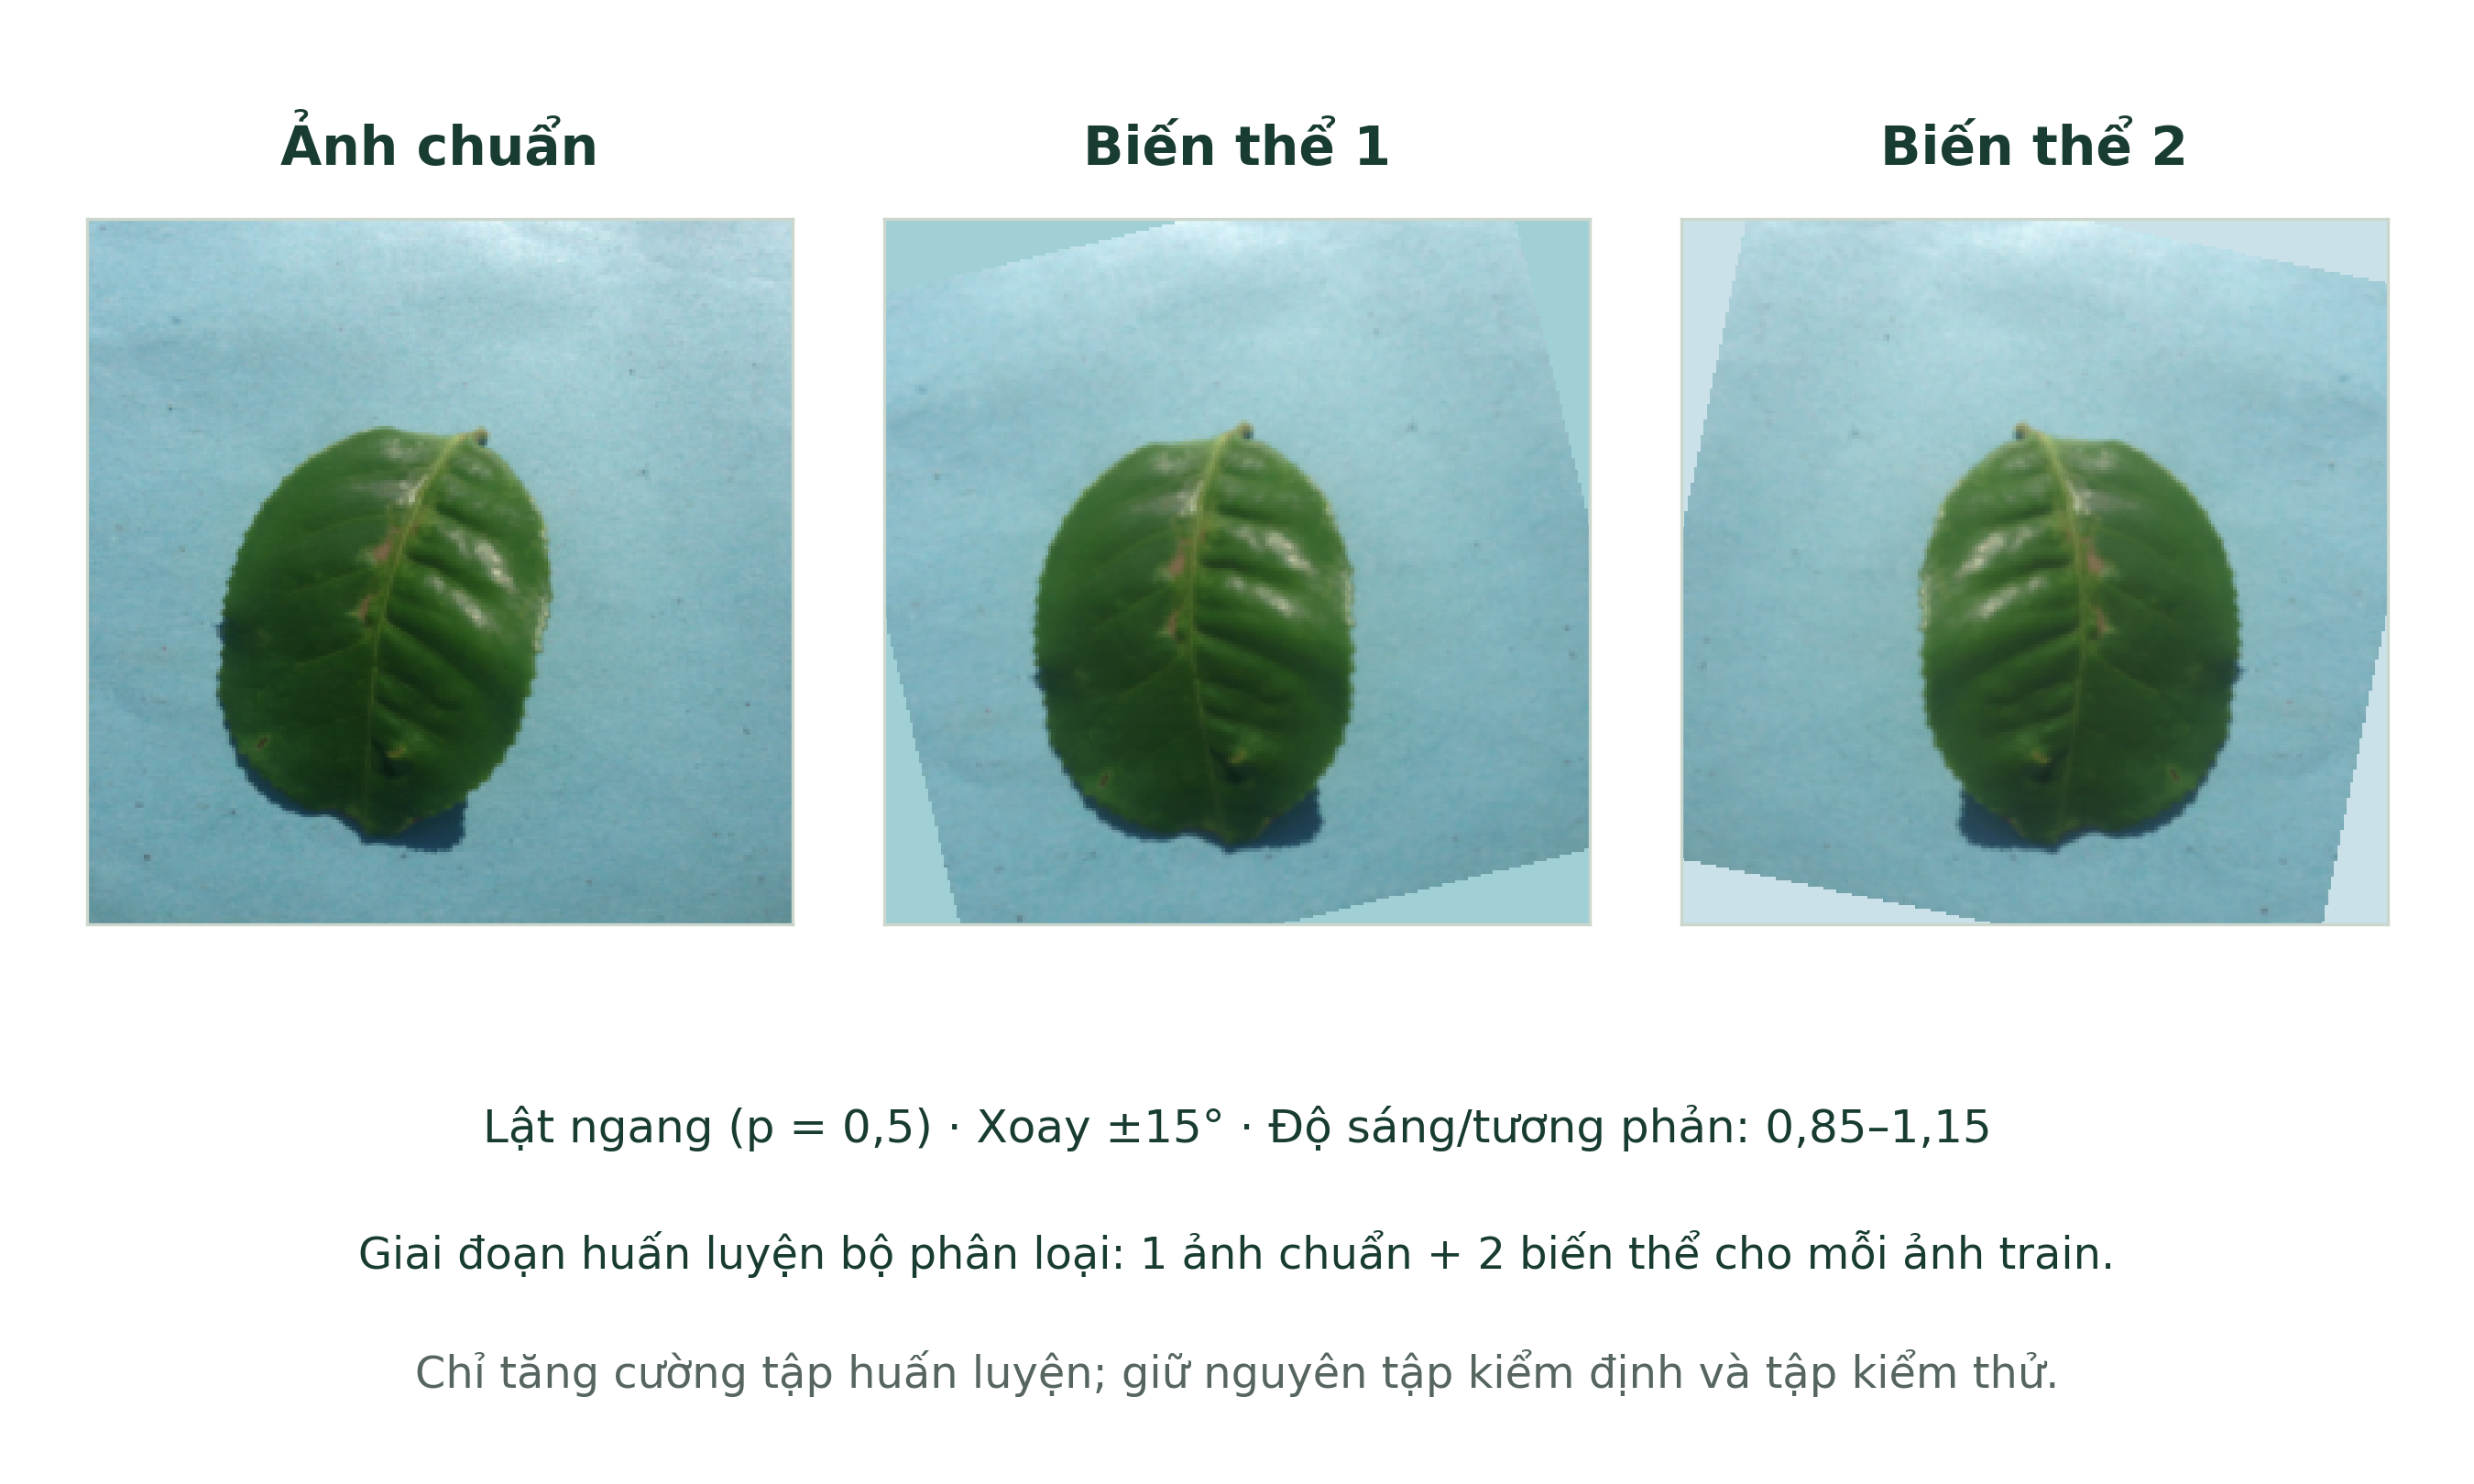 Ảnh chuẩn
Biến thể 1
Biến thể 2
Lật ngang (p = 0,5) · Xoay ±15° · Độ sáng/tương phản: 0,85–1,15
Giai đoạn huấn luyện bộ phân loại: 1 ảnh chuẩn + 2 biến thể cho mỗi ảnh train.
Chỉ tăng cường tập huấn luyện; giữ nguyên tập kiểm định và tập kiểm thử.